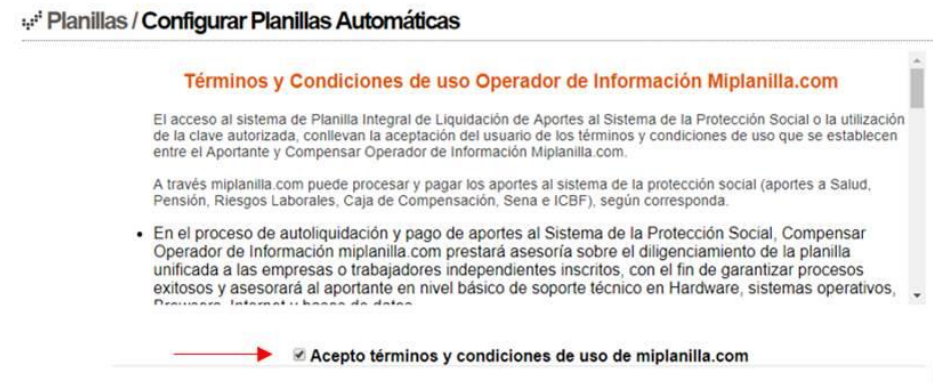 Planillas / Configurar Planillas Automáticas
Términos y Condiciones de uso Operador de Información Miplanilla.com
El acceso al sistema de Planilla Integral de Liquidación de Aportes al Sistema de la Protección Social o la utilización
de la clave autorizada, conllevan la aceptación del usuario de los términos y condiciones de uso que se establecen
entre el Aportante y Compensar Operador de Información Miplanilla.com.
A través miplanilla.com puede procesar y pagar los aportes al sistema de la protección social (aportes a Salud,
Pensión, Riesgos Laborales, Caja de Compensación, Sena e ICBF), según corresponda.
• En el proceso de autoliquidación y pago de aportes al Sistema de la Protección Social, Compensar
Operador de Información miplanilla.com prestará asesoría sobre el diligenciamiento de la planilla
unificada a las empresas o trabajadores independientes inscritos, con el fin de garantizar procesos
exitosos y asesorará al aportante en nivel básico de soporte técnico en Hardware, sistemas operativos,
Browsers, Internet y bases de datos
Acepto términos y condiciones de uso de miplanilla.com